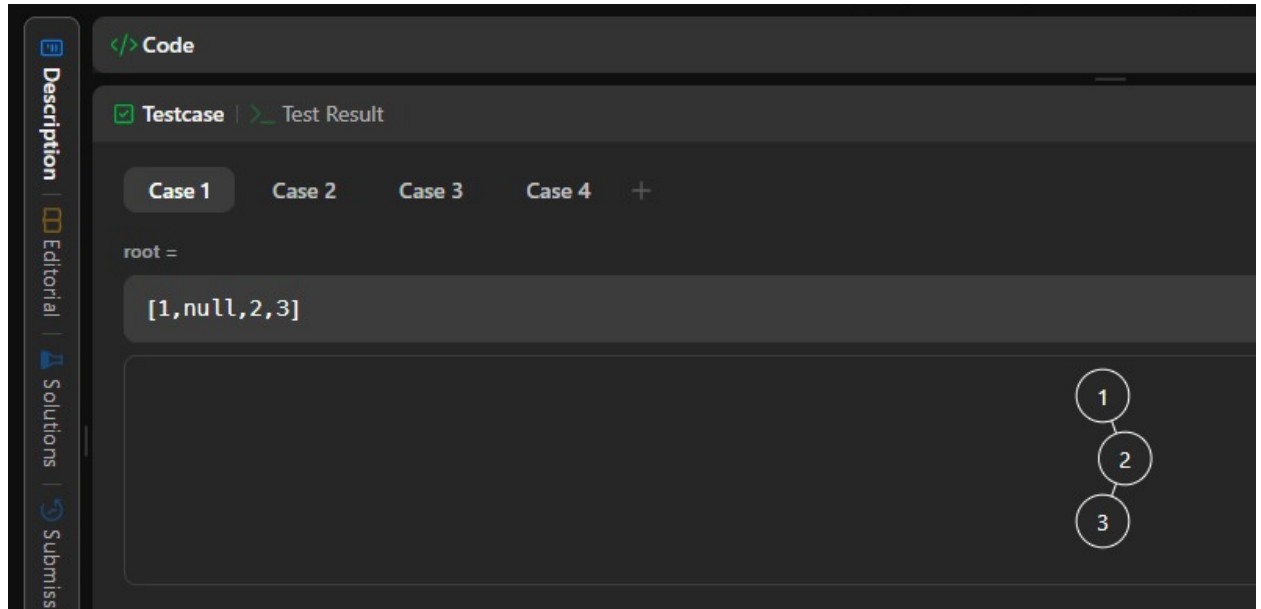 Description | Editorial | Solutions | Submiss
</> Code
Testcase | >_ Test Result
Case 1 Case 2 Case 3 Case 4 +
root =
[1,null,2,3]
1
2
3